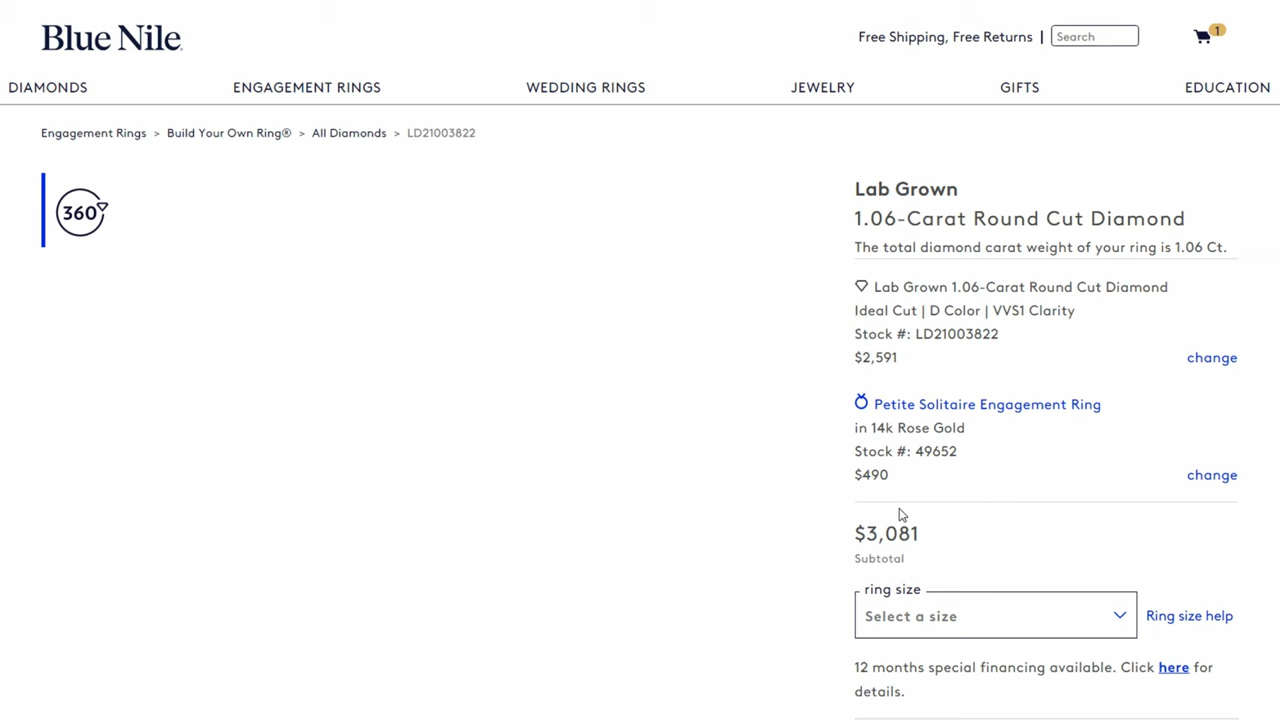 Blue Nile.
Free Shipping, Free Returns |
Search
1
DIAMONDS
ENGAGEMENT RINGS
WEDDING RINGS
JEWELRY
GIFTS
EDUCATION
Engagement Rings > Build Your Own Ring® > All Diamonds > LD21003822
360
Lab Grown
1.06-Carat Round Cut Diamond
The total diamond carat weight of your ring is 1.06 Ct.
Lab Grown 1.06-Carat Round Cut Diamond
Ideal Cut | D Color | VVS1 Clarity
Stock #: LD21003822
$2,591 change
Petite Solitaire Engagement Ring
in 14k Rose Gold
Stock #: 49652
$490 change
$3,081
Subtotal
ring size
Select a size
Ring size help
12 months special financing available. Click here for
details.